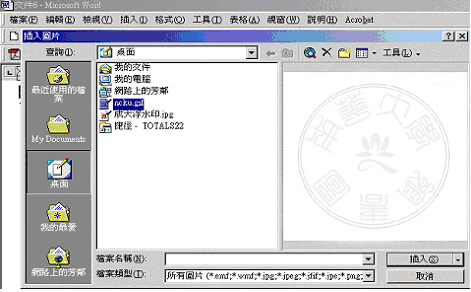 文件6 - Microsoft Word
檔案(F) 編輯(E) 檢視(V) 插入(I) 格式(O) 工具(T) 表格(A) 視窗(W) 說明(H) Acrobat
插入圖片
查詢(I): 桌面 工具(L)
我的文件
我的電腦
網路上的芳鄰
ncku.gif
成大浮水印.jpg
捷徑 - TOTALS22
最近使用的檔案
My Documents
桌面
我的最愛
網路上的芳鄰
檔案名稱(N): 插入(S)
檔案類型(T): 所有圖片 (*.emf;*.wmf;*.jpg;*.jpeg;*.jfif;*.jpe;*.png; 取消